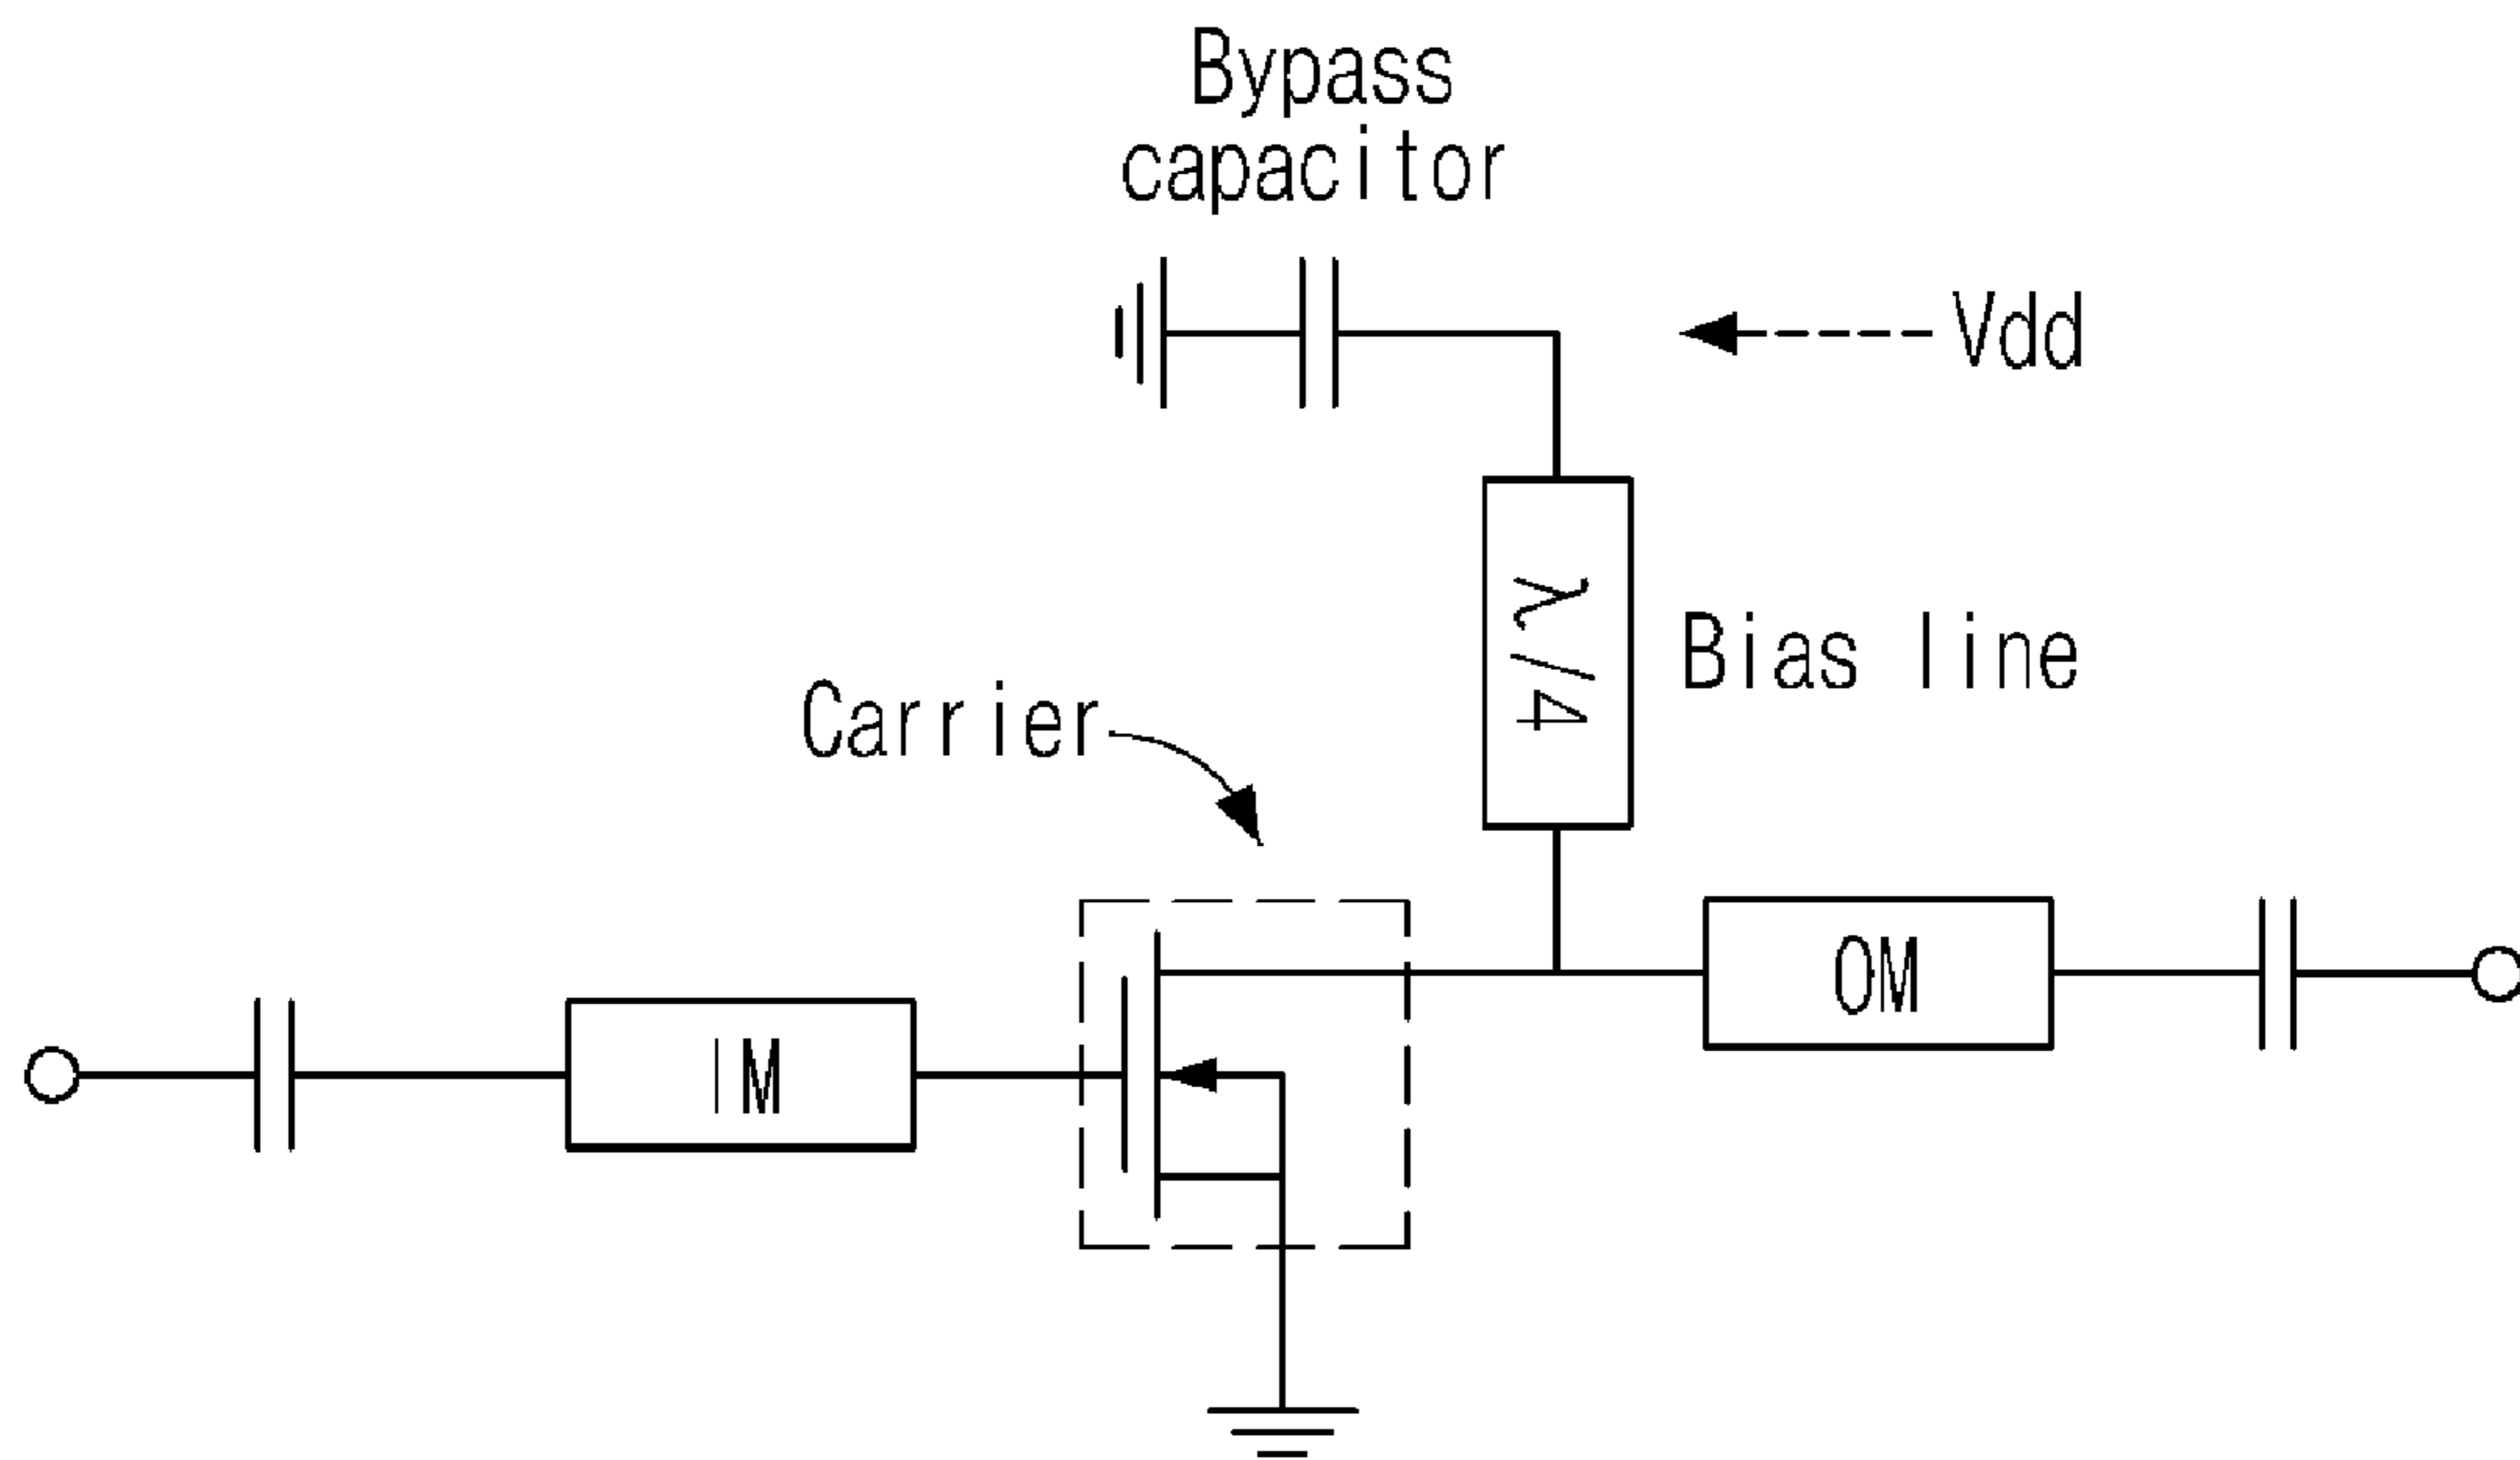 Bypass
capacitor
Vdd
λ/4
Bias line
Carrier
OM
IM